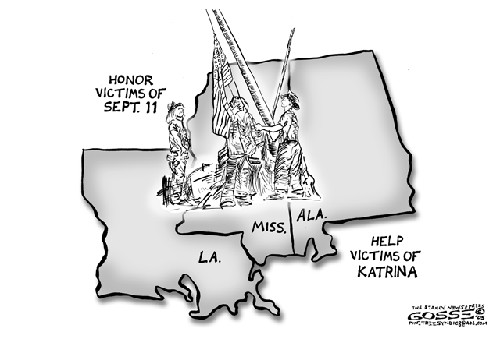 HONOR
VICTIMS OF
SEPT. 11
MISS.
ALA.
LA.
HELP
VICTIMS OF
KATRINA
GOSSE